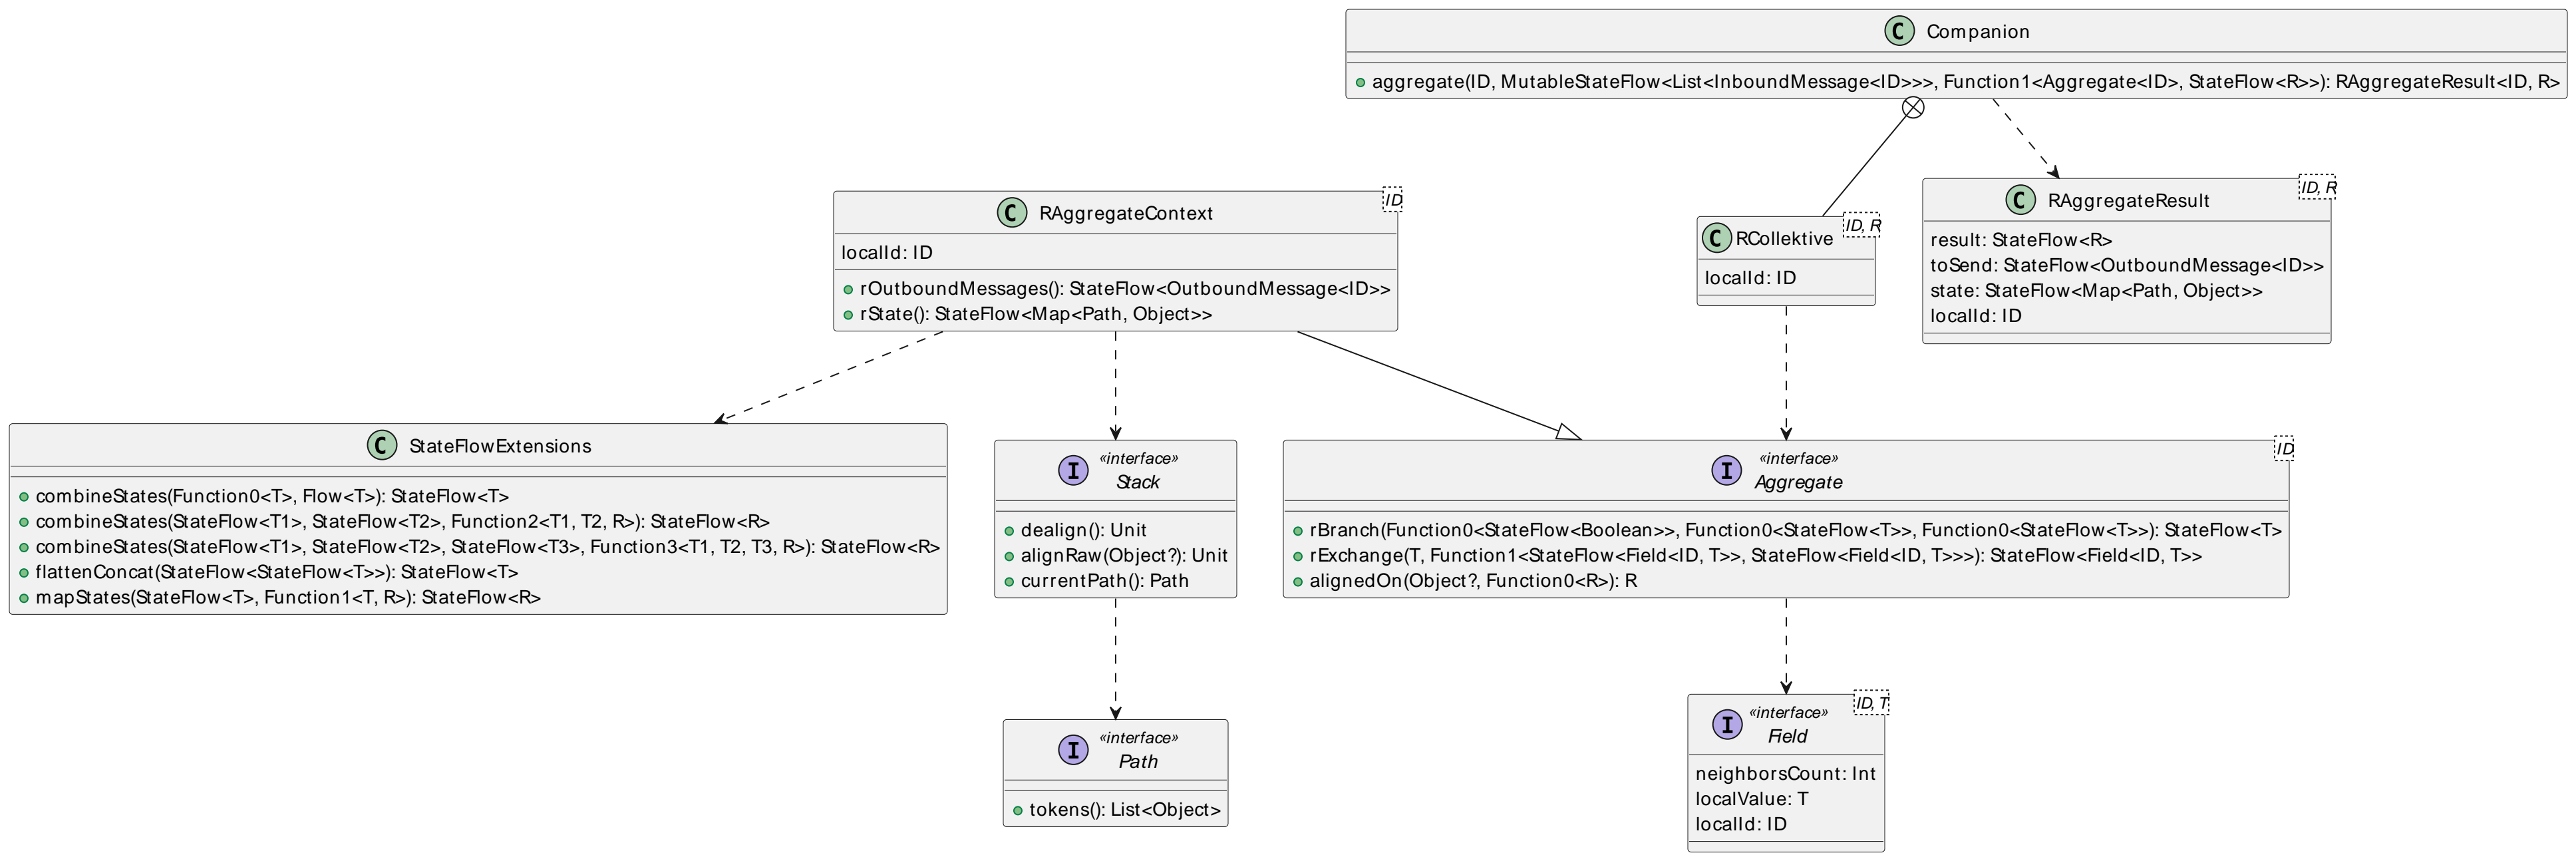 C Companion
aggregate(ID, MutableStateFlow<List<InboundMessage<ID>>>, Function1<Aggregate<ID>, StateFlow<R>>): RAggregateResult<ID, R>
C RAggregateContext
ID
localId: ID
rOutboundMessages(): StateFlow<OutboundMessage<ID>>
rState(): StateFlow<Map<Path, Object>>
C RCollektive
ID, R
localId: ID
C RAggregateResult
ID, R
result: StateFlow<R>
toSend: StateFlow<OutboundMessage<ID>>
state: StateFlow<Map<Path, Object>>
localId: ID
C StateFlowExtensions
combineStates(Function0<T>, Flow<T>): StateFlow<T>
combineStates(StateFlow<T1>, StateFlow<T2>, Function2<T1, T2, R>): StateFlow<R>
combineStates(StateFlow<T1>, StateFlow<T2>, StateFlow<T3>, Function3<T1, T2, T3, R>): StateFlow<R>
flattenConcat(StateFlow<StateFlow<T>>): StateFlow<T>
mapStates(StateFlow<T>, Function1<T, R>): StateFlow<R>
I «interface»
Stack
dealign(): Unit
alignRaw(Object?): Unit
currentPath(): Path
I «interface»
Aggregate
ID
rBranch(Function0<StateFlow<Boolean>>, Function0<StateFlow<T>>, Function0<StateFlow<T>>): StateFlow<T>
rExchange(T, Function1<StateFlow<Field<ID, T>>, StateFlow<Field<ID, T>>>): StateFlow<Field<ID, T>>
alignedOn(Object?, Function0<R>): R
I «interface»
Path
tokens(): List<Object>
I «interface»
Field
ID, T
neighborsCount: Int
localValue: T
localId: ID